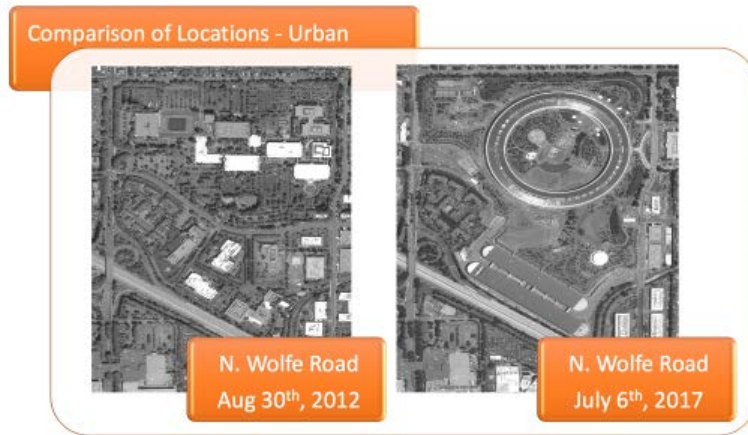 Comparison of Locations - Urban
N. Wolfe Road
Aug 30th, 2012
N. Wolfe Road
July 6th, 2017